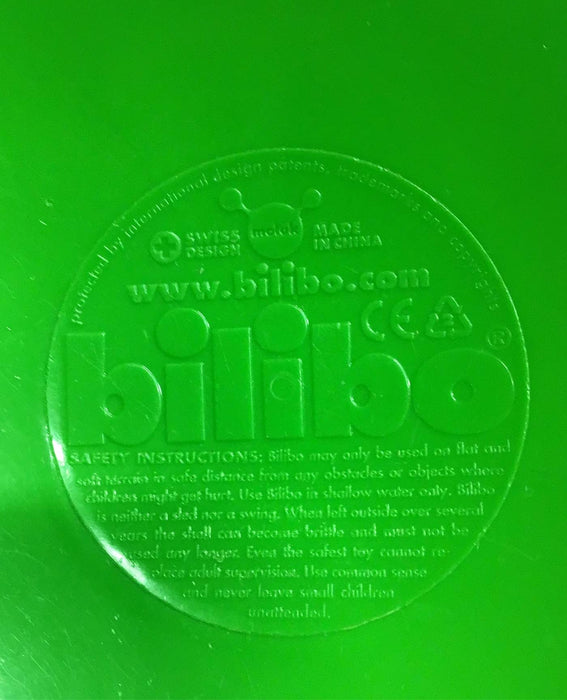 protected by international design patents, trademarks and copyrights
SWISS
DESIGN
moluk
MADE
IN CHINA
www.bilibo.com
CE
bilibo®
SAFETY INSTRUCTIONS: Bilibo may only be used on flat and
soft terrain in safe distance from any obstacles or objects where
children might get hurt. Use Bilibo in shallow water only. Bilibo
is neither a sled nor a swing. When left outside over several
years the shell can become brittle and must not be
used any longer. Even the safest toy cannot re-
place adult supervision. Use common sense
and never leave small children
unattended.